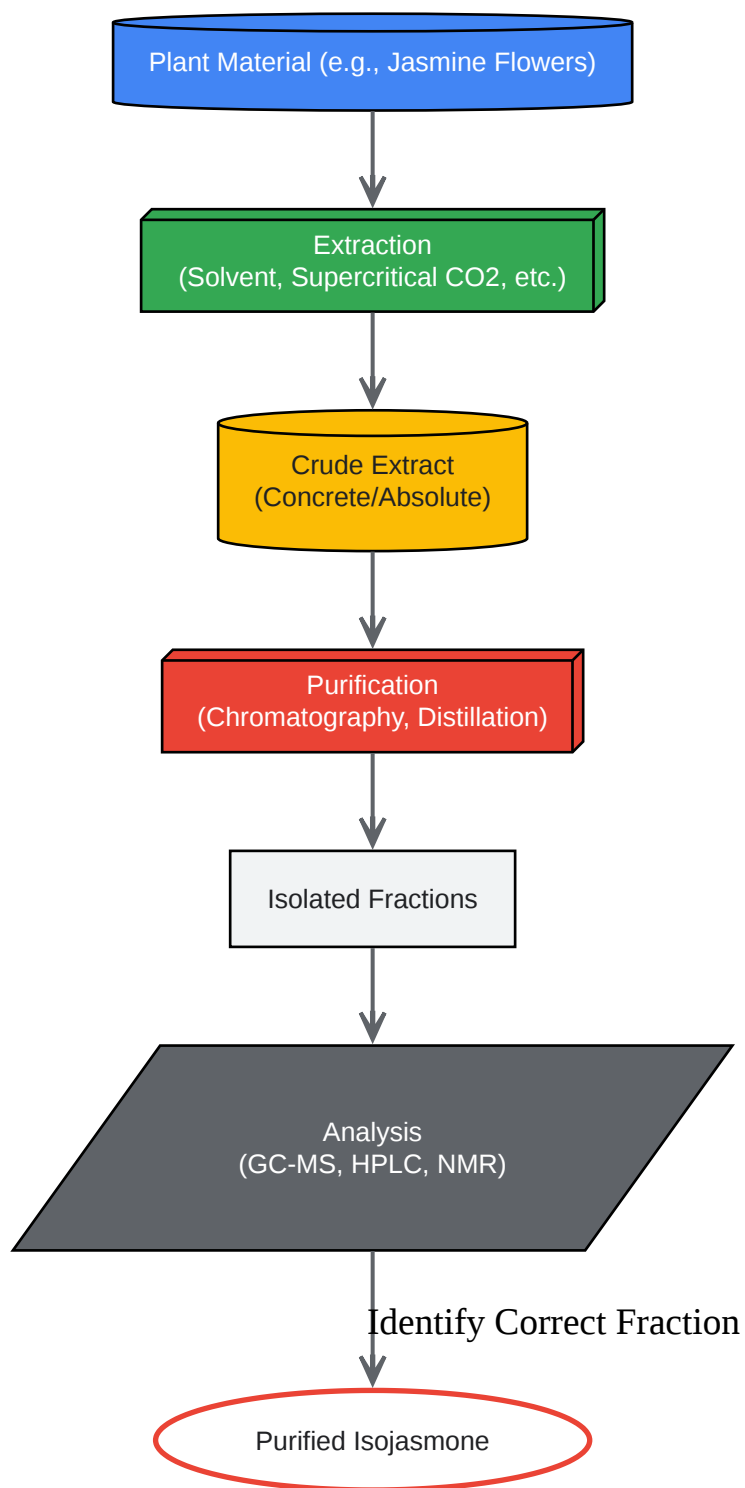 Plant Material (e.g., Jasmine Flowers)
Extraction
(Solvent, Supercritical CO2, etc.)
Crude Extract
(Concrete/Absolute)
Purification
(Chromatography, Distillation)
Isolated Fractions
Analysis
(GC-MS, HPLC, NMR)
Identify Correct Fraction
Purified Isojasmone